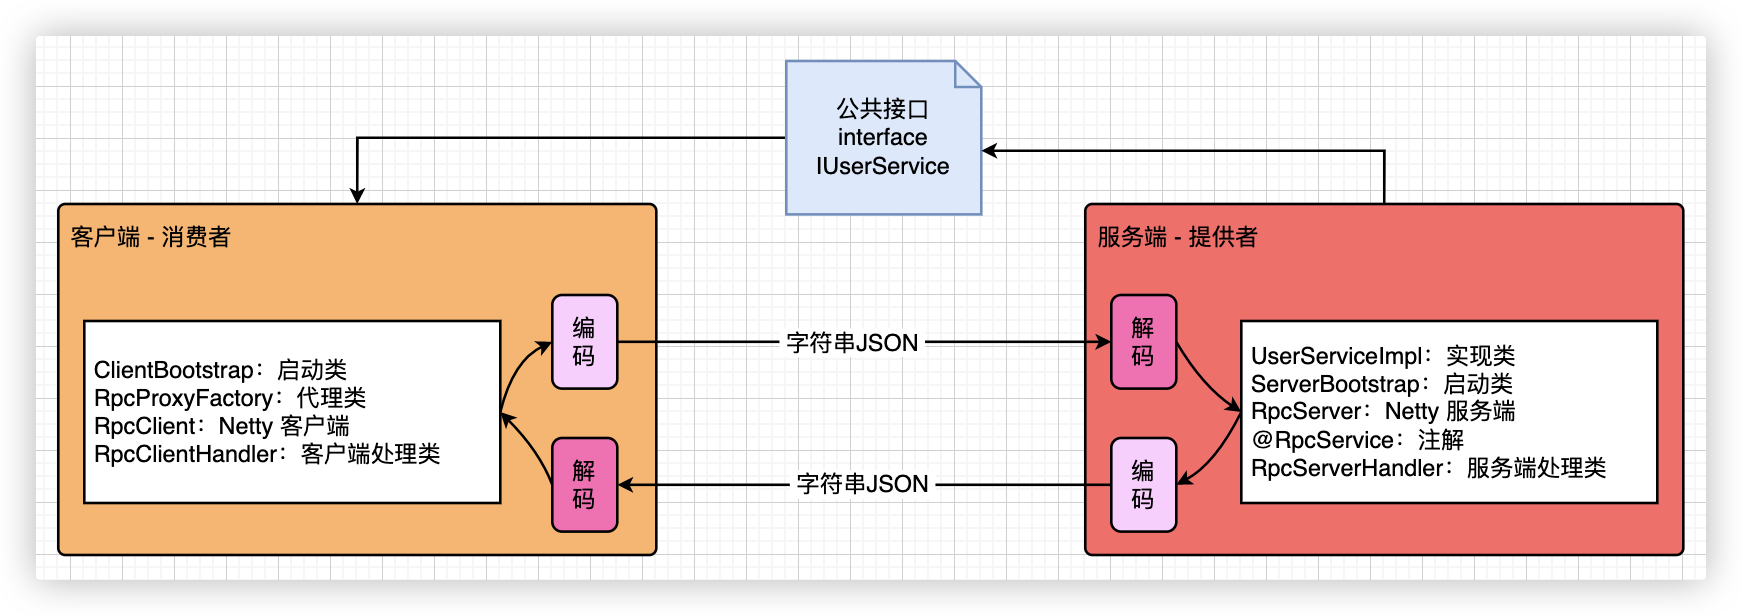 公共接口
interface
IUserService
客户端 - 消费者
ClientBootstrap：启动类
RpcProxyFactory：代理类
RpcClient：Netty 客户端
RpcClientHandler：客户端处理类
编
码
解
码
字符串JSON
字符串JSON
服务端 - 提供者
解
码
编
码
UserServiceImpl：实现类
ServerBootstrap：启动类
RpcServer：Netty 服务端
@RpcService：注解
RpcServerHandler：服务端处理类